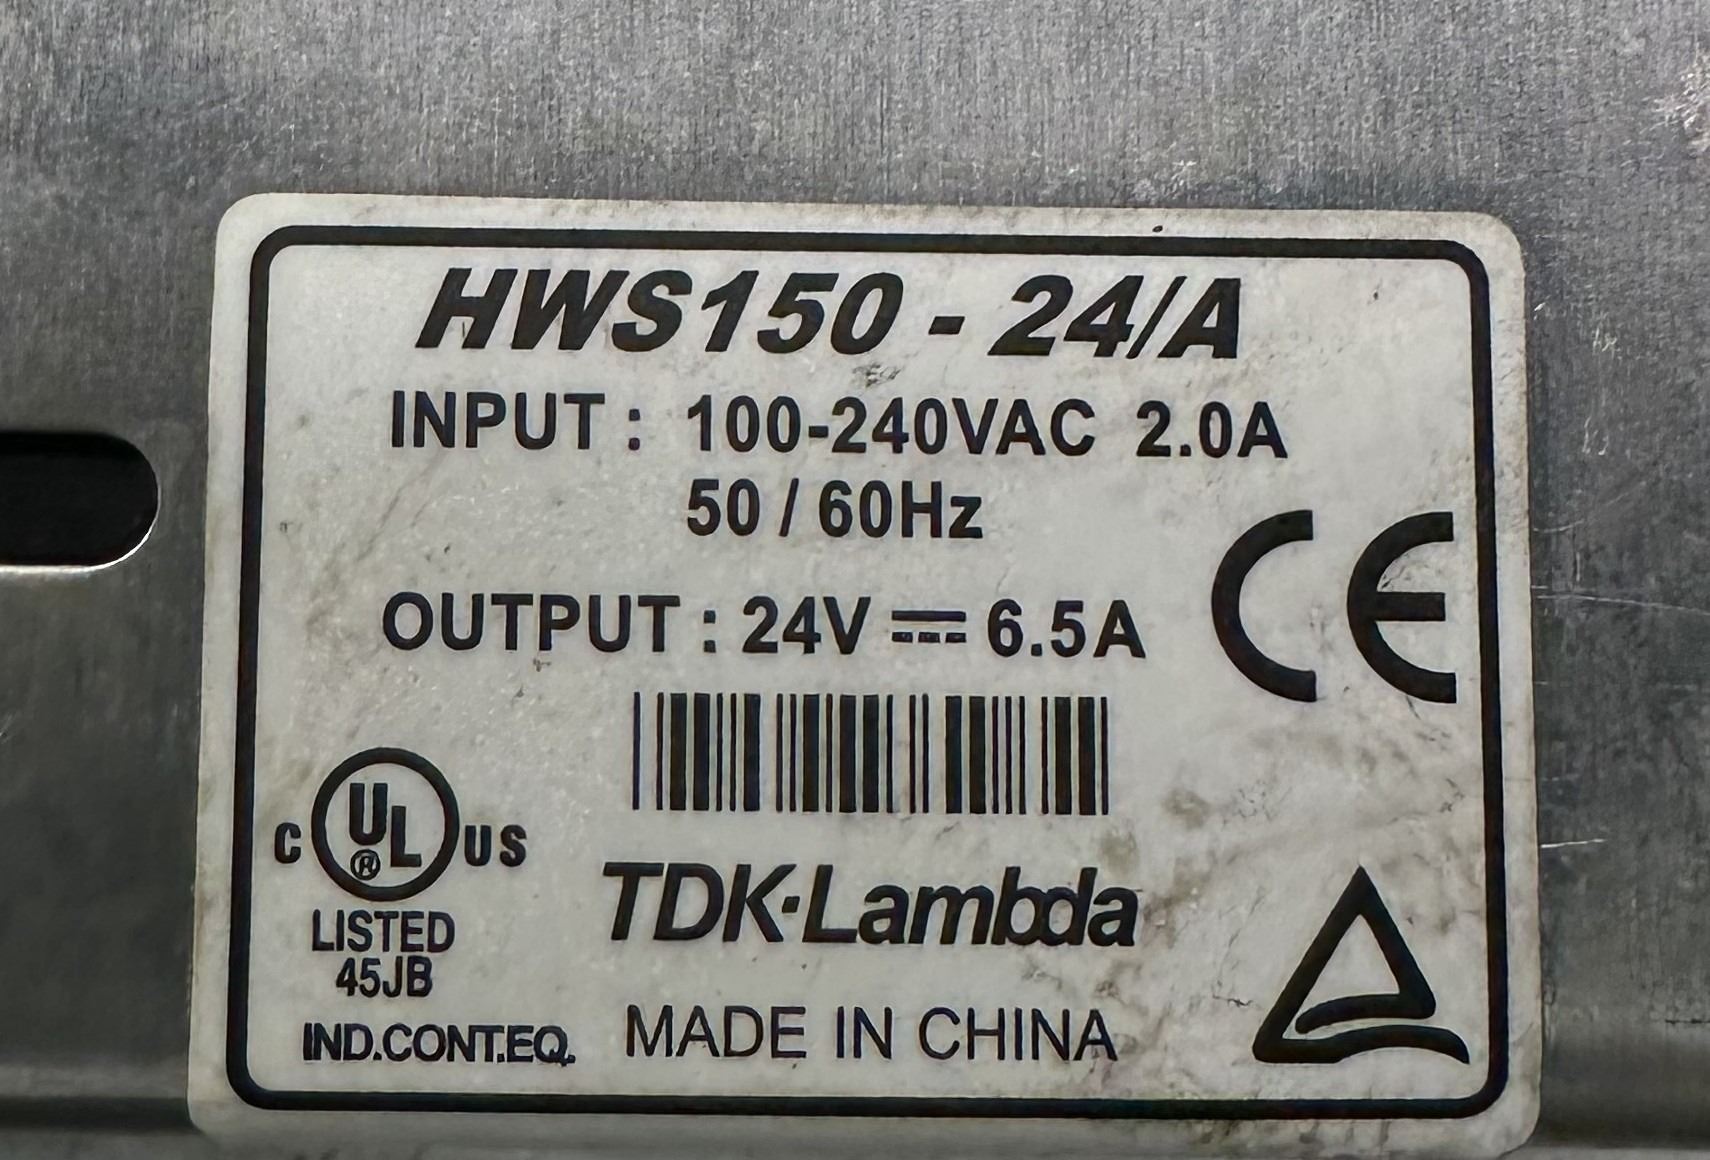 HWS150 - 24/A
INPUT : 100-240VAC 2.0A
50 / 60Hz
OUTPUT : 24V ⎓ 6.5A
CE
C UL® US
LISTED
45JB
IND.CONT.EQ.
TDK·Lambda
MADE IN CHINA